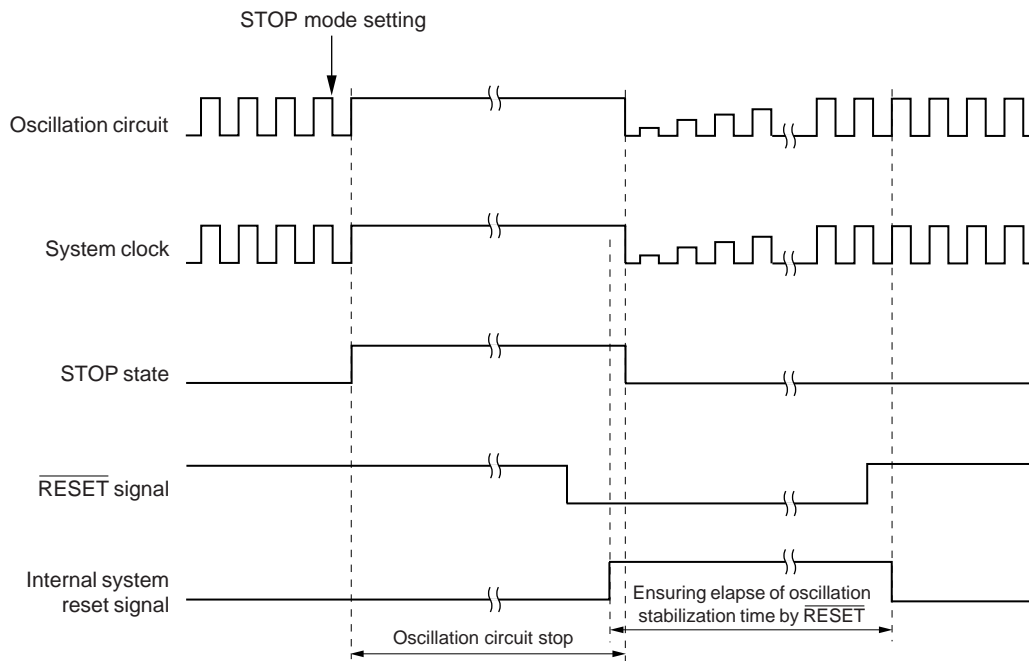 STOP mode setting
Oscillation circuit
System clock
STOP state
RESET signal
Internal system
reset signal
Ensuring elapse of oscillation
stabilization time by RESET
Oscillation circuit stop